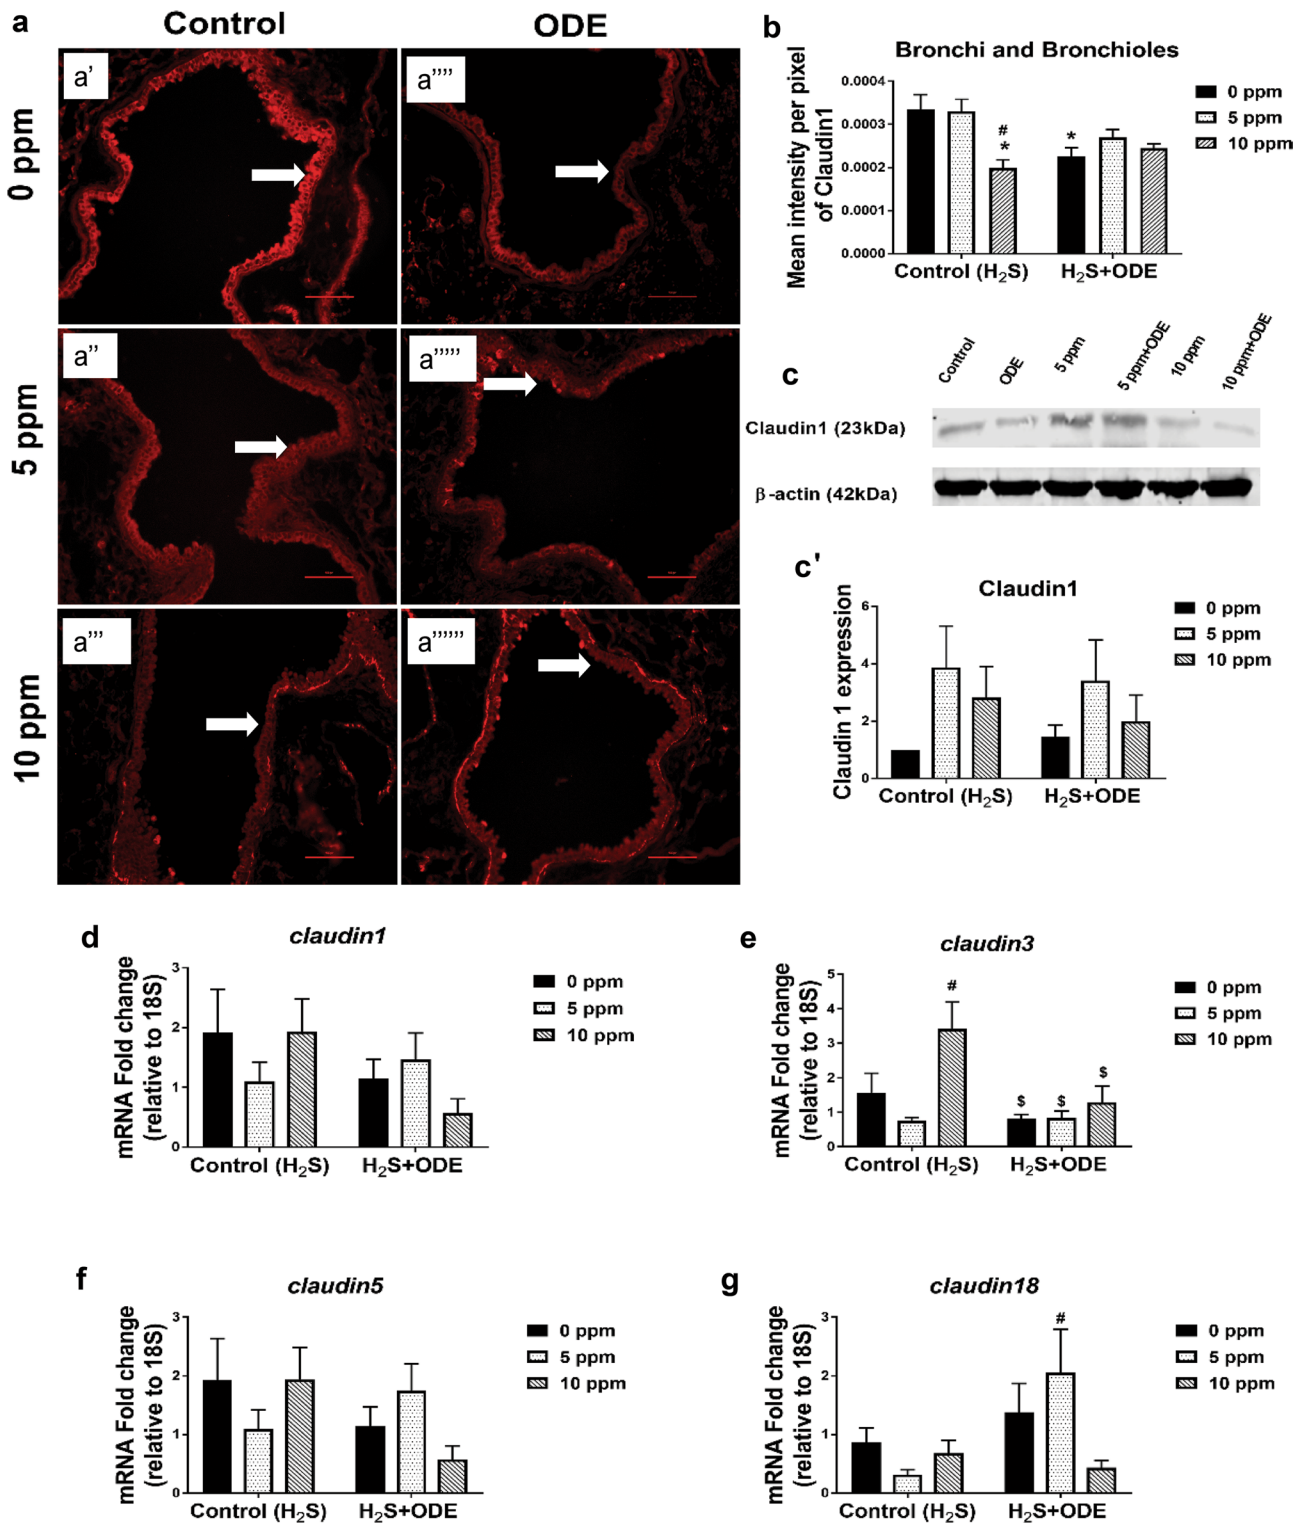 a
Control
ODE
0 ppm
5 ppm
10 ppm
a’
a’’’’
a’’
a’’’’’
a’’’
a’’’’’’
b
Bronchi and Bronchioles
Mean intensity per pixel
of Claudin1
0.0004
0.0003
0.0002
0.0001
0.0000
#
*
*
Control (H₂S)
H₂S+ODE
0 ppm
5 ppm
10 ppm
c
Control
ODE
5 ppm
5 ppm+ODE
10 ppm
10 ppm+ODE
Claudin1 (23kDa)
β-actin (42kDa)
c'
Claudin1
Claudin 1 expression
6
4
2
0
Control (H₂S)
H₂S+ODE
0 ppm
5 ppm
10 ppm
d
claudin1
mRNA Fold change
(relative to 18S)
3
2
1
0
Control (H₂S)
H₂S+ODE
0 ppm
5 ppm
10 ppm
e
claudin3
mRNA Fold change
(relative to 18S)
5
4
3
2
1
0
#
$
$
$
Control (H₂S)
H₂S+ODE
0 ppm
5 ppm
10 ppm
f
claudin5
mRNA Fold change
(relative to 18S)
3
2
1
0
Control (H₂S)
H₂S+ODE
0 ppm
5 ppm
10 ppm
g
claudin18
mRNA Fold change
(relative to 18S)
3
2
1
0
#
Control (H₂S)
H₂S+ODE
0 ppm
5 ppm
10 ppm